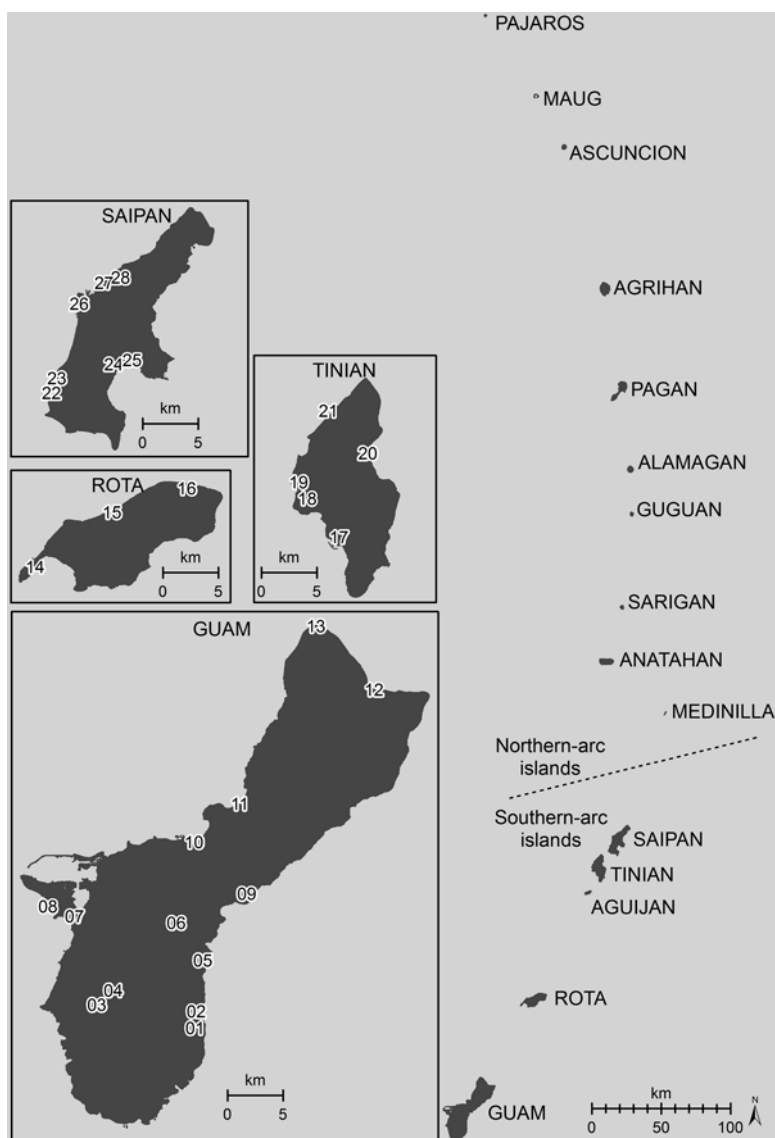 PAJAROS
MAUG
ASCUNCION
AGRIHAN
PAGAN
ALAMAGAN
GUGUAN
SARIGAN
ANATAHAN
MEDINILLA
Northern-arc
islands
Southern-arc
islands
SAIPAN
TINIAN
AGUIJAN
ROTA
GUAM
km
0 50 100
N
SAIPAN
28
27
26
25
24
23
22
km
0 5
TINIAN
21
20
19
18
17
km
0 5
ROTA
16
15
14
km
0 5
GUAM
13
12
11
10
09
08
07
06
05
04
03
02
01
km
0 5